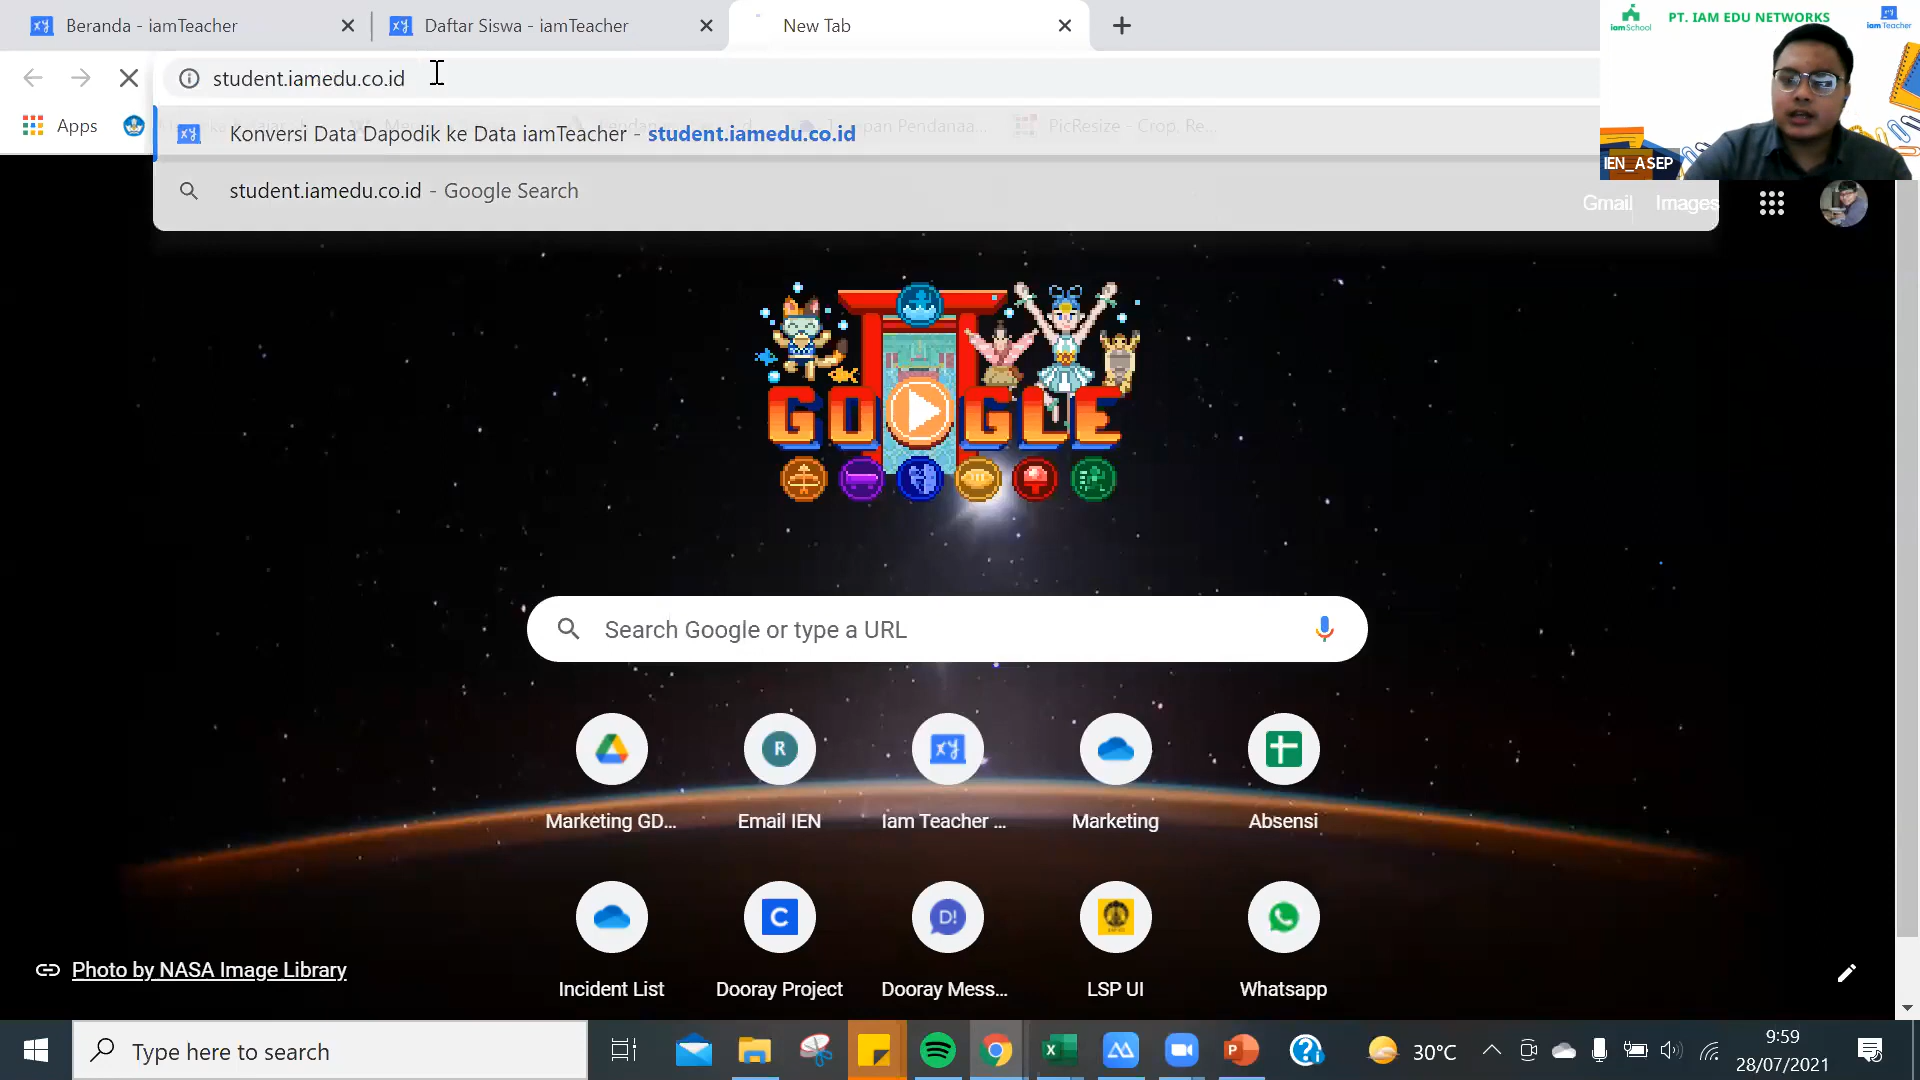 Beranda - iamTeacher
Daftar Siswa - iamTeacher
New Tab
student.iamedu.co.id
Apps
Konversi Data Dapodik ke Data iamTeacher - student.iamedu.co.id
PicResize - Crop, Re...
student.iamedu.co.id - Google Search
PT. IAM EDU NETWORKS
iamSchool
iam Teacher
IEN_ASEP
Gmail
Images
GOOGLE
Search Google or type a URL
Marketing GD...
Email IEN
Iam Teacher ...
Marketing
Absensi
Incident List
Dooray Project
Dooray Mess...
LSP UI
Whatsapp
Photo by NASA Image Library
Type here to search
30°C
9:59
28/07/2021